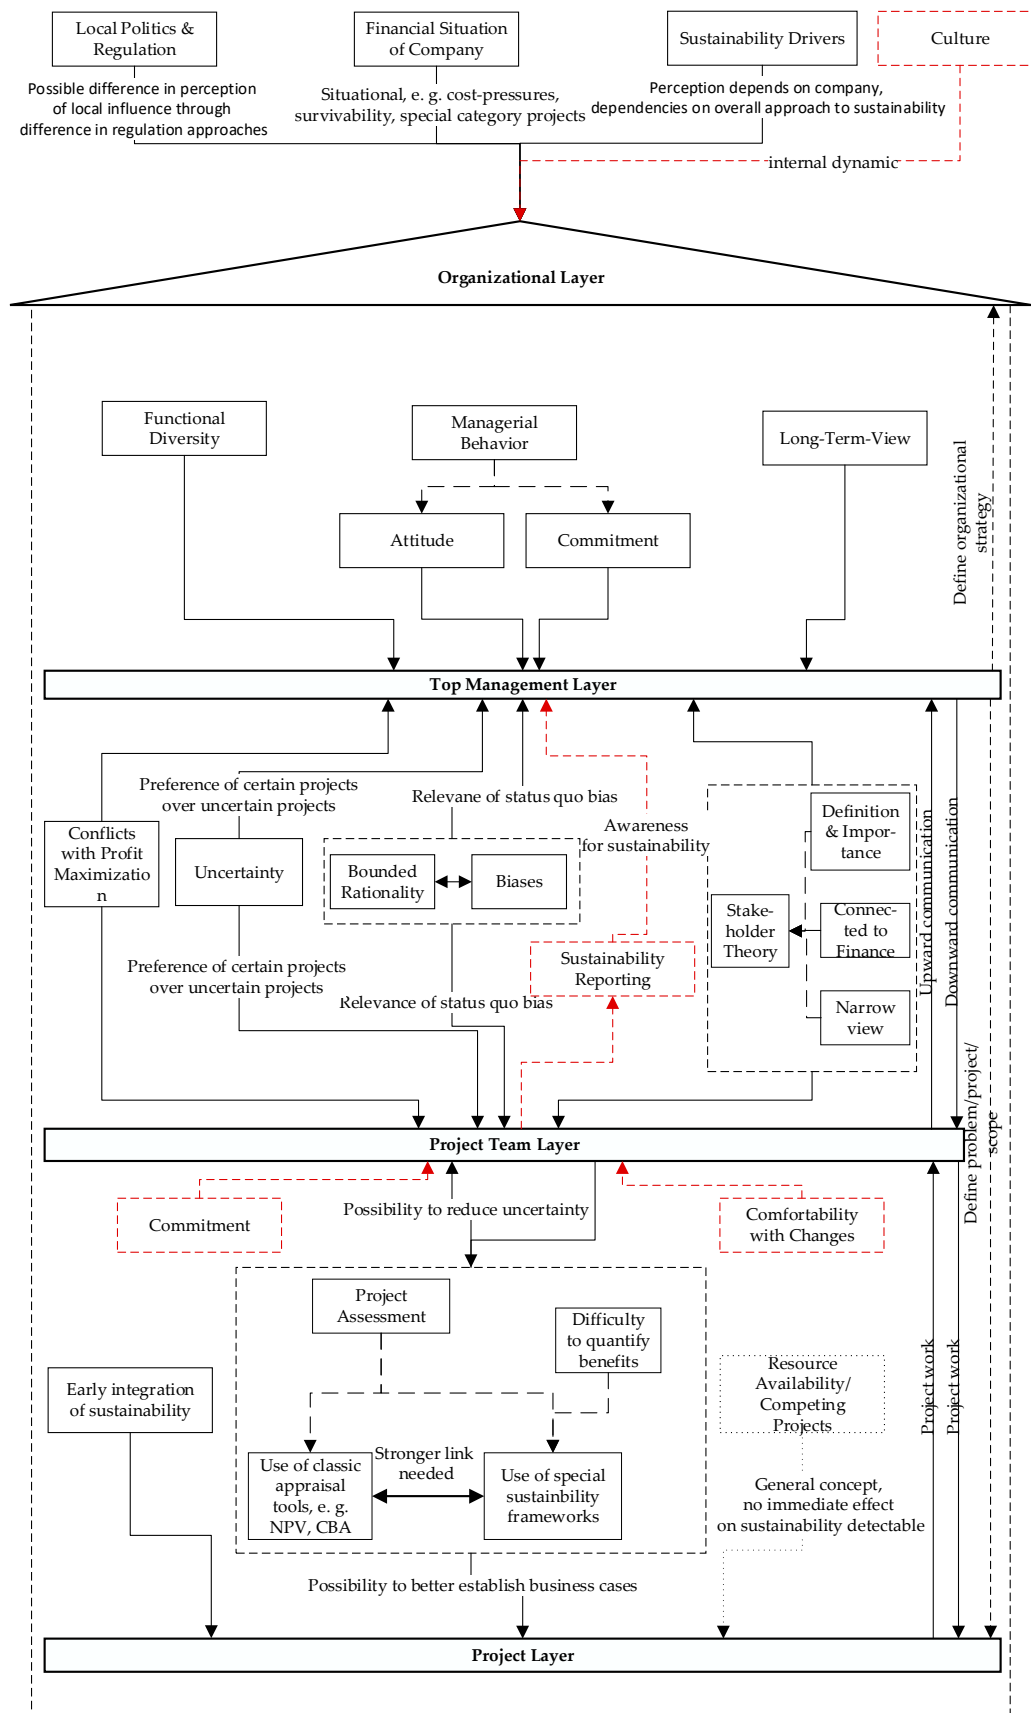 Local Politics &
Regulation
Financial Situation
of Company
Sustainability Drivers
Culture
Possible difference in perception
of local influence through
difference in regulation approaches
Situational, e. g. cost-pressures,
survivability, special category projects
Perception depends on company,
dependencies on overall approach to sustainability
internal dynamic
Organizational Layer
Functional
Diversity
Managerial
Behavior
Long-Term-View
Attitude
Commitment
Define organizational
strategy
Top Management Layer
Preference of certain projects
over uncertain projects
Relevane of status quo bias
Awareness
for sustainability
Conflicts
with Profit
Maximizatio
n
Uncertainty
Bounded
Rationality
Biases
Definition
& Impor-
tance
Stake-
holder
Theory
Connec-
ted to
Finance
Narrow
view
Upward communication
Downward communication
Preference of certain projects
over uncertain projects
Relevance of status quo bias
Sustainability
Reporting
Define problem/project/
scope
Project Team Layer
Commitment
Possibility to reduce uncertainty
Comfortability
with Changes
Project
Assessment
Difficulty
to quantify
benefits
Early integration
of sustainability
Resource
Availability/
Competing
Projects
Project work
Project work
Use of classic
appraisal
tools, e. g.
NPV, CBA
Stronger link
needed
Use of special
sustainbility
frameworks
General concept,
no immediate effect
on sustainability detectable
Possibility to better establish business cases
Project Layer